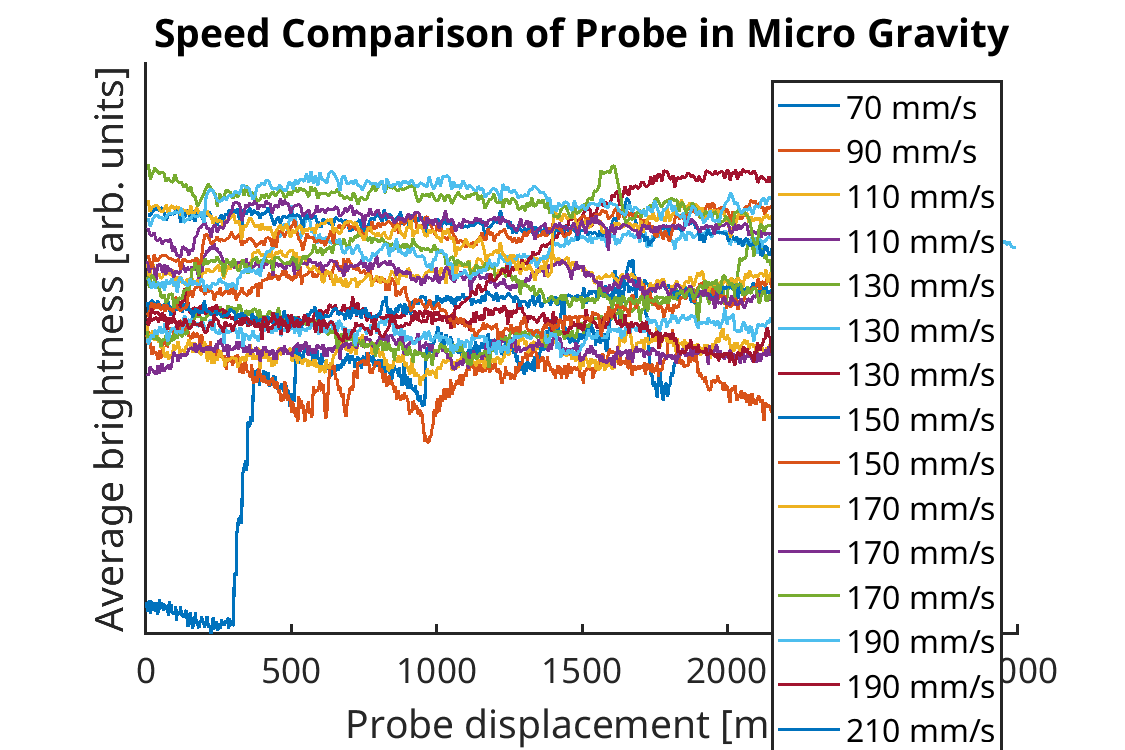 Speed Comparison of Probe in Micro Gravity
Average brightness [arb. units]
70 mm/s
90 mm/s
110 mm/s
110 mm/s
130 mm/s
130 mm/s
130 mm/s
150 mm/s
150 mm/s
170 mm/s
170 mm/s
170 mm/s
190 mm/s
190 mm/s
210 mm/s
0 500 1000 1500 2000 000
Probe displacement [m